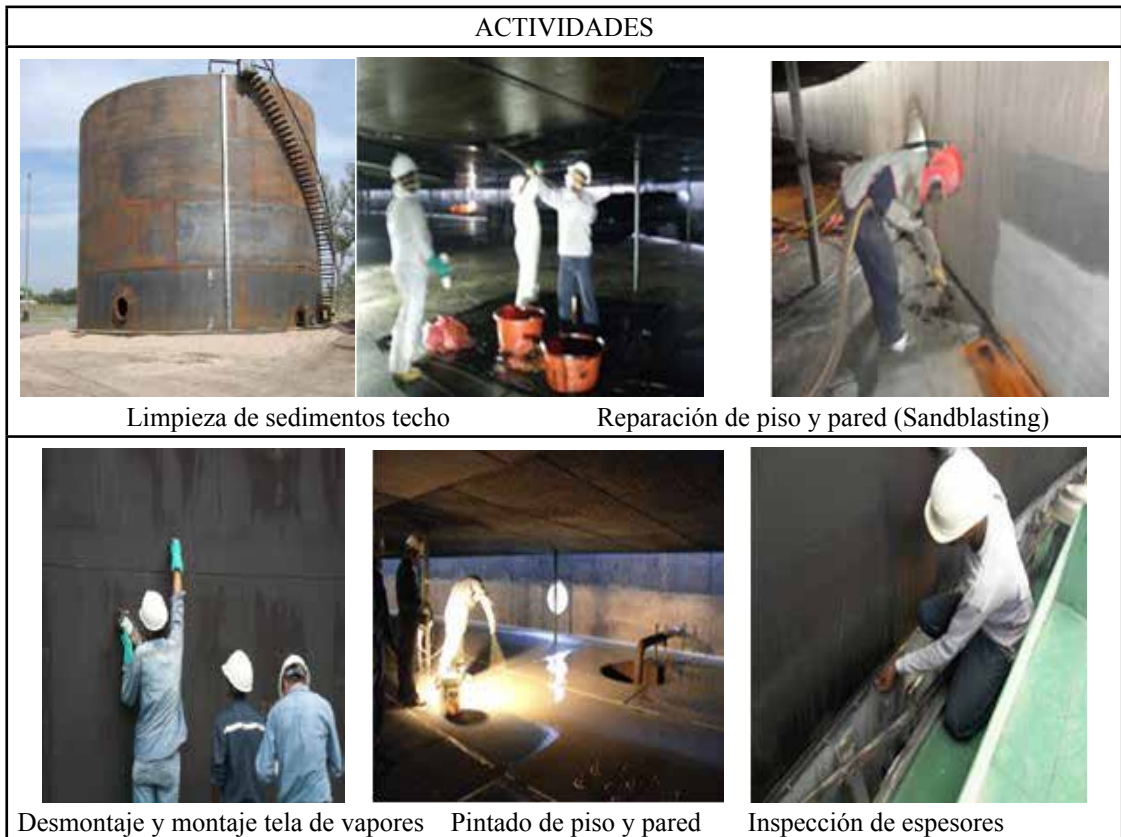 ACTIVIDADES
Limpieza de sedimentos techo
Reparación de piso y pared (Sandblasting)
Desmontaje y montaje tela de vapores
Pintado de piso y pared
Inspección de espesores